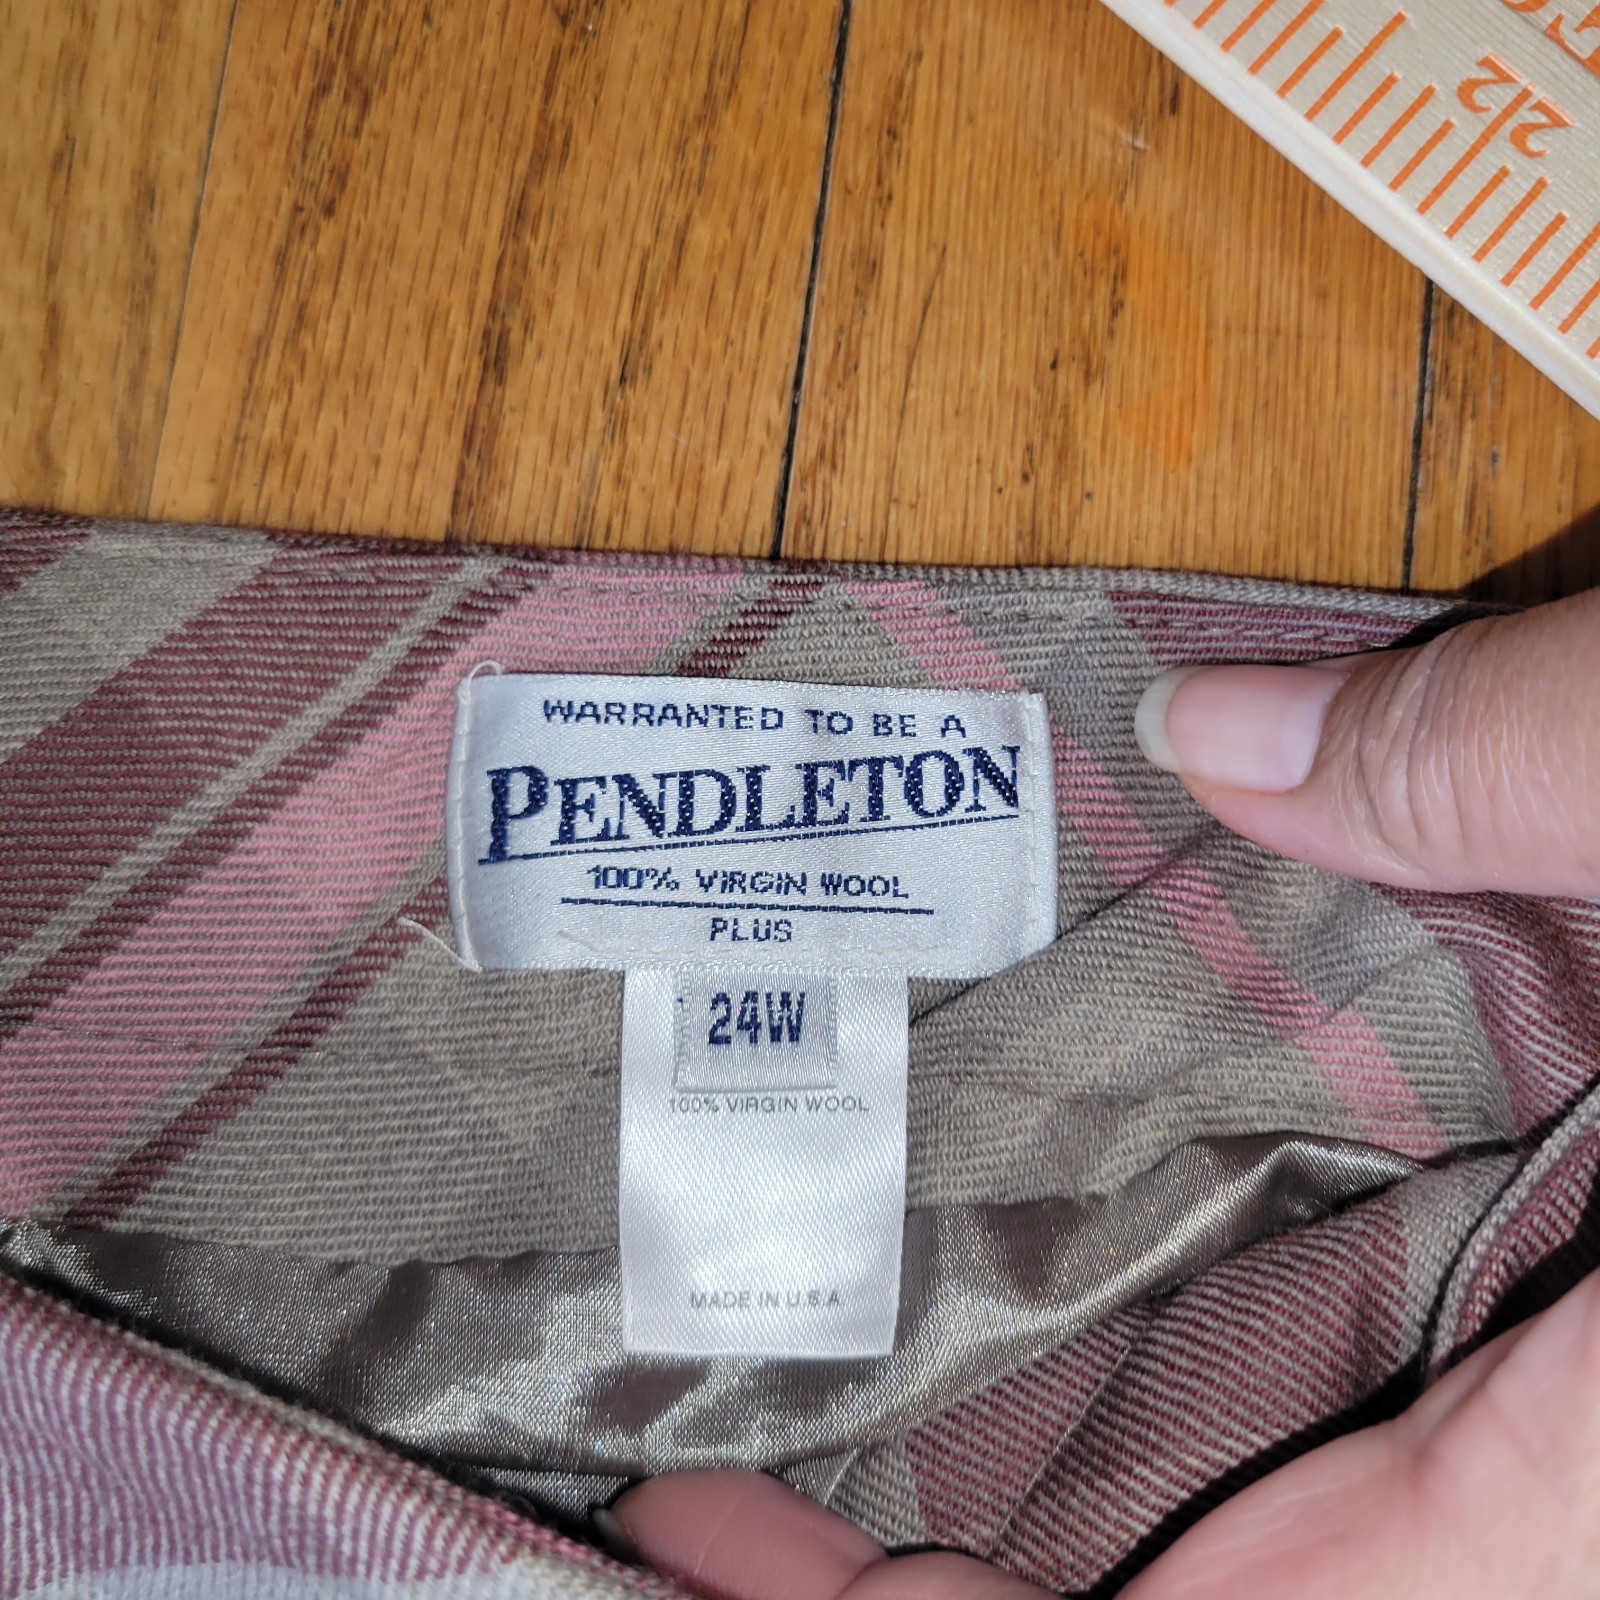 22
WARRANTED TO BE A
PENDLETON
100% VIRGIN WOOL
PLUS
24W
100% VIRGIN WOOL
MADE IN U.S.A